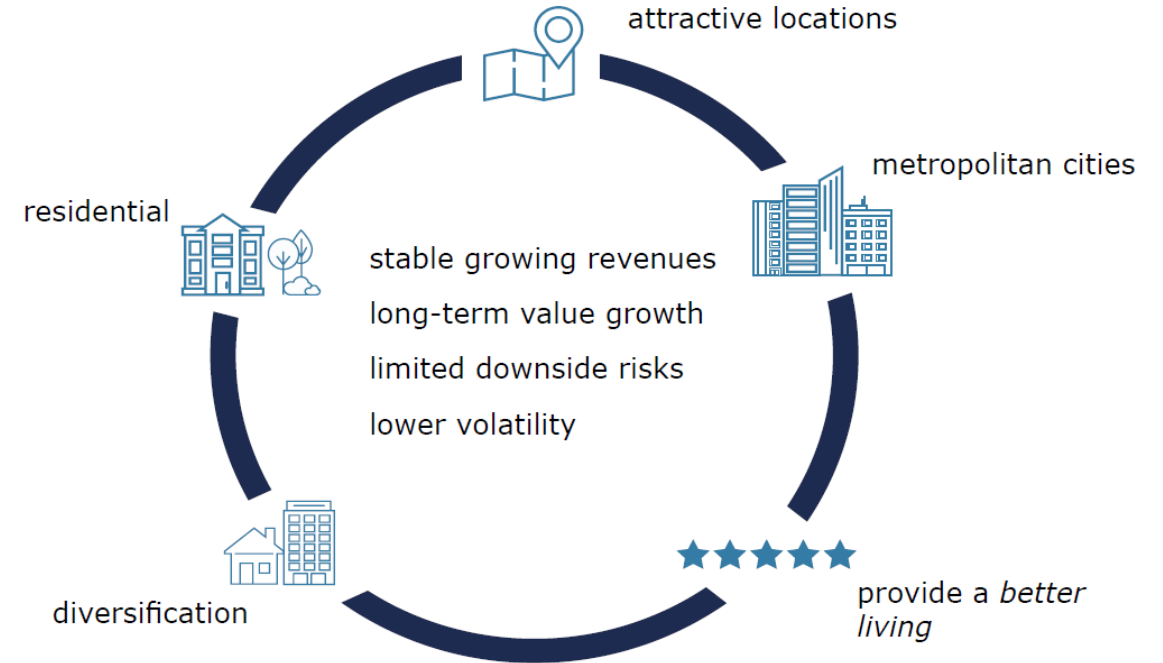 attractive locations
metropolitan cities
residential
stable growing revenues
long-term value growth
limited downside risks
lower volatility
diversification
provide a better
living